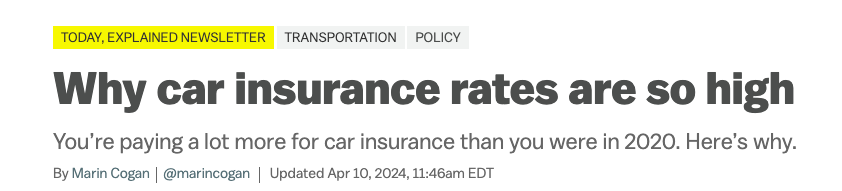 TODAY, EXPLAINED NEWSLETTER TRANSPORTATION POLICY
Why car insurance rates are so high
You’re paying a lot more for car insurance than you were in 2020. Here’s why.
By Marin Cogan | @marincogan | Updated Apr 10, 2024, 11:46am EDT